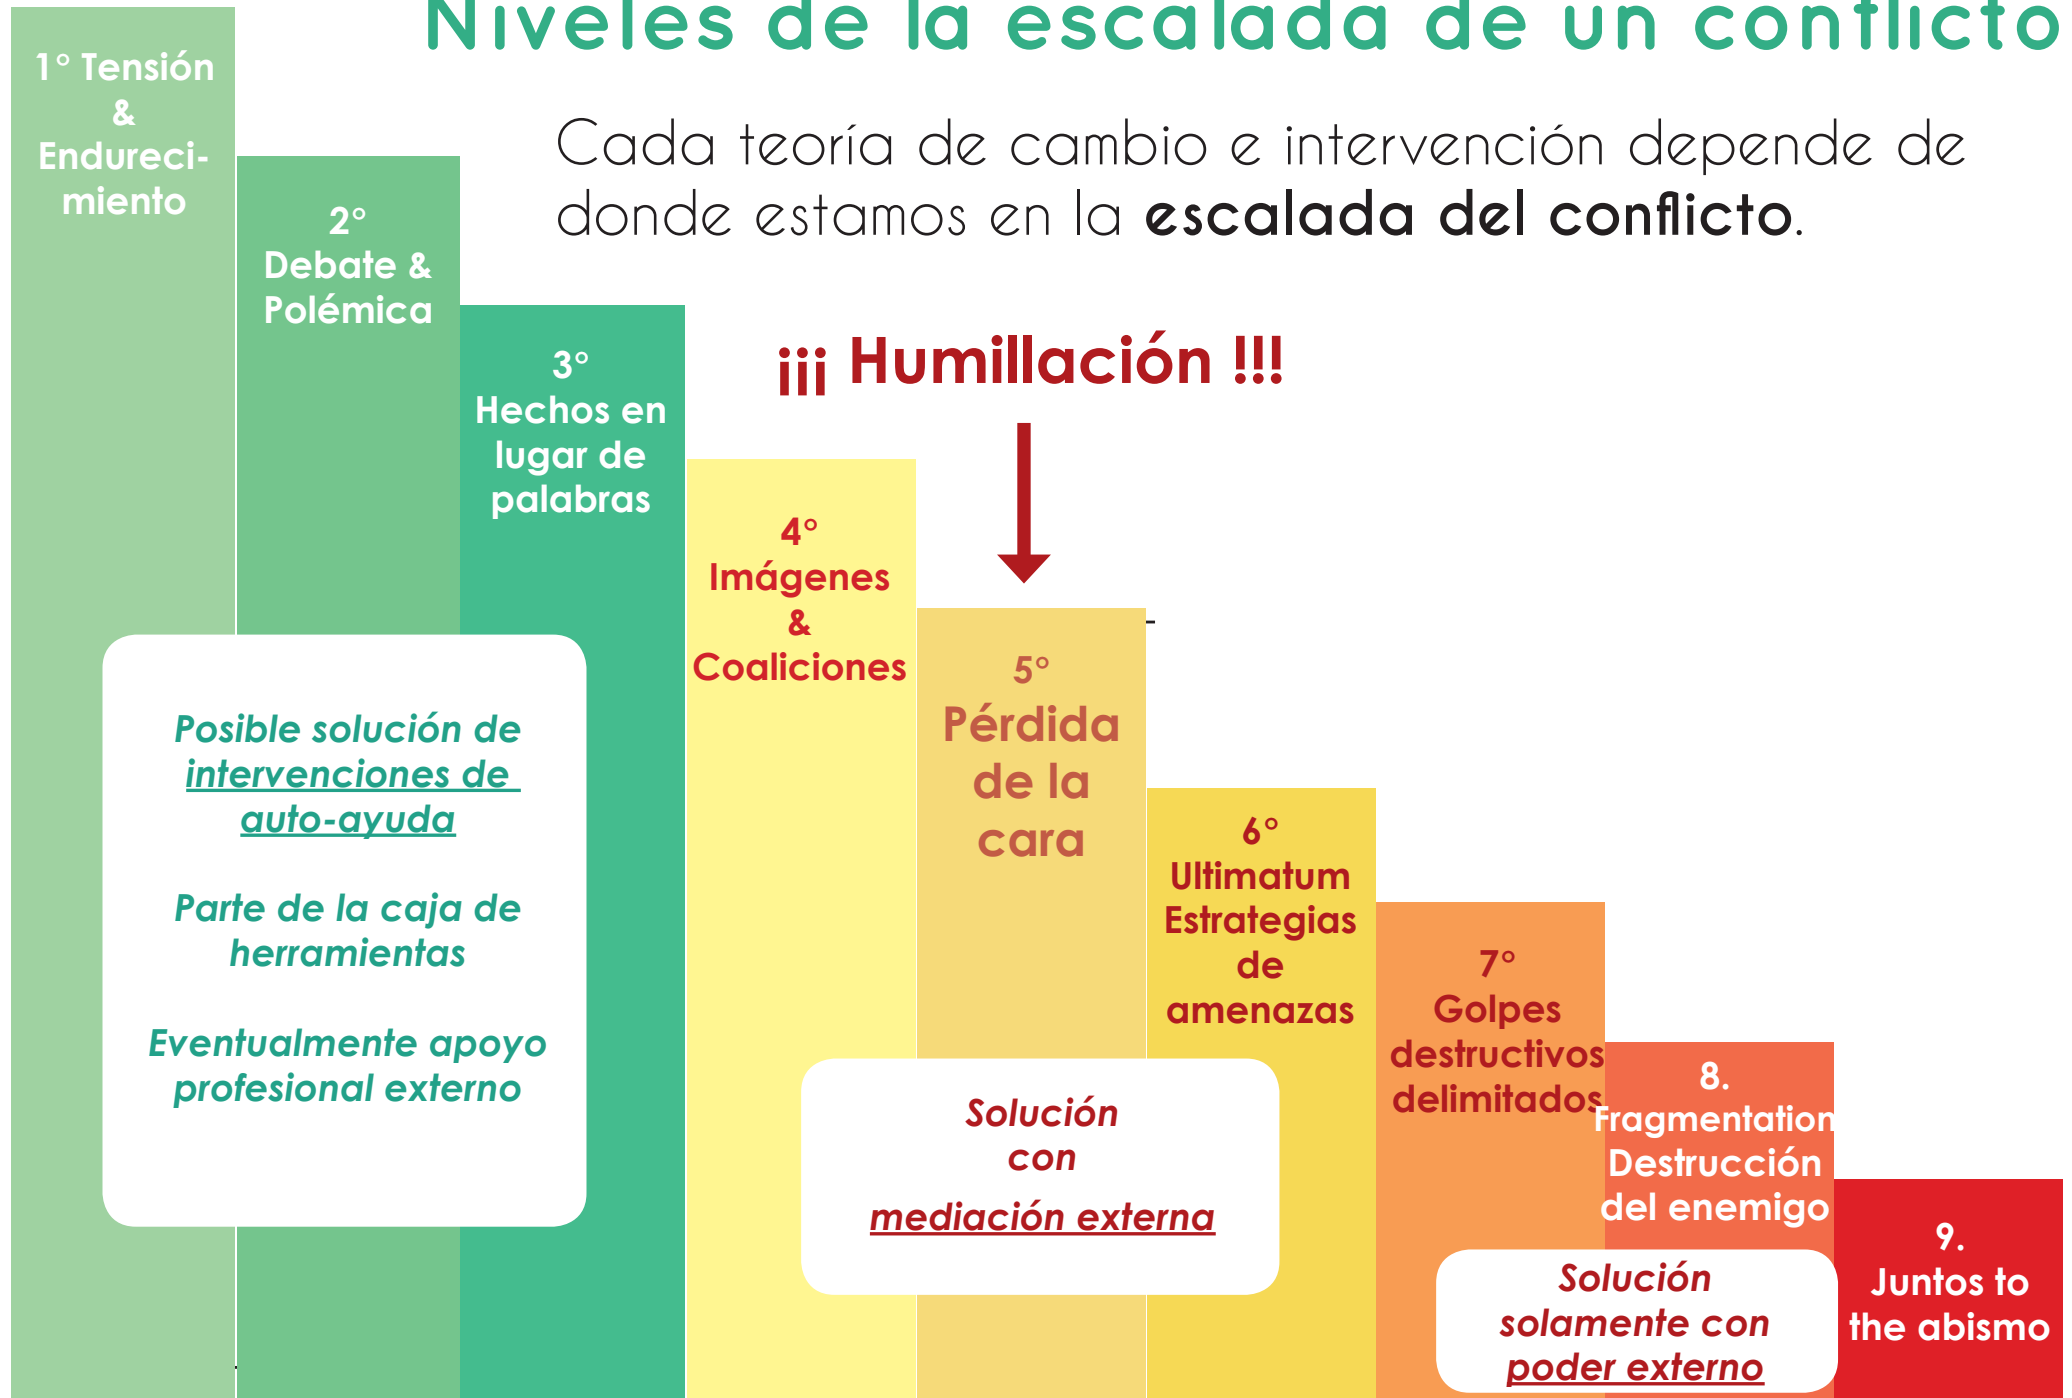 Niveles de la escalada de un conflicto
Cada teoría de cambio e intervención depende de
donde estamos en la escalada del conflicto.
1° Tensión
&
Endureci-
miento
2°
Debate &
Polémica
3°
Hechos en
lugar de
palabras
¡¡¡ Humillación !!!
4°
Imágenes
&
Coaliciones
5°
Pérdida
de la
cara
6°
Ultimatum
Estrategias
de
amenazas
7°
Golpes
destructivos
delimitados
8.
Fragmentation
Destrucción
del enemigo
9.
Juntos to
the abismo
Posible solución de
intervenciones de
auto-ayuda
Parte de la caja de
herramientas
Eventualmente apoyo
profesional externo
Solución
con
mediación externa
Solución
solamente con
poder externo